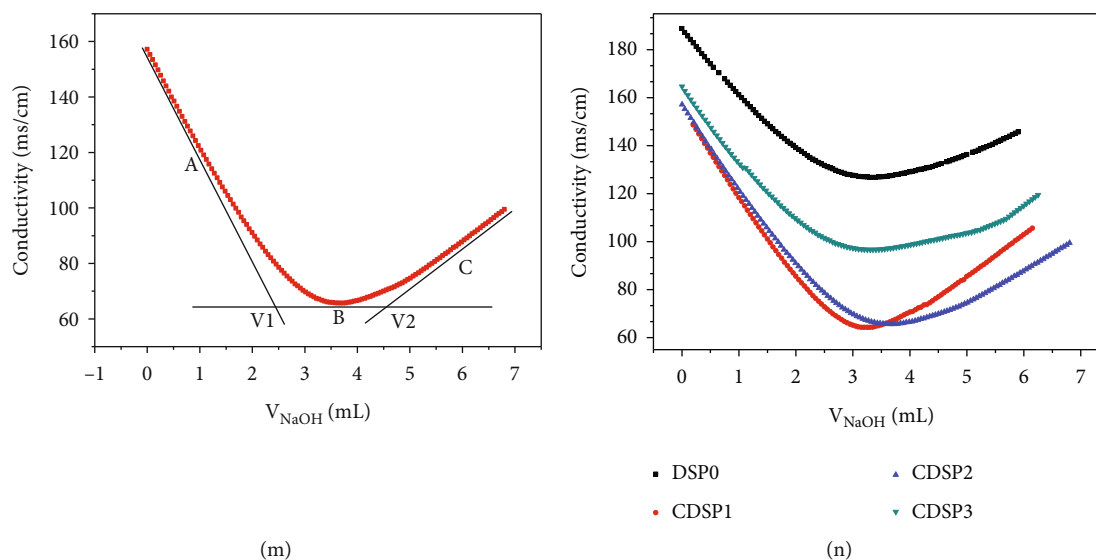 160
140
120
100
80
60
Conductivity (ms/cm)
A
B
C
V1
V2
–1 0 1 2 3 4 5 6 7
V_NaOH (mL)
(m)
180
160
140
120
100
80
60
Conductivity (ms/cm)
0 1 2 3 4 5 6 7
V_NaOH (mL)
DSP0
CDSP2
CDSP1
CDSP3
(n)